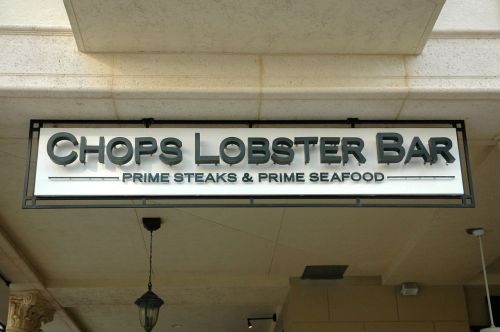 CHOPS LOBSTER BAR
PRIME STEAKS & PRIME SEAFOOD